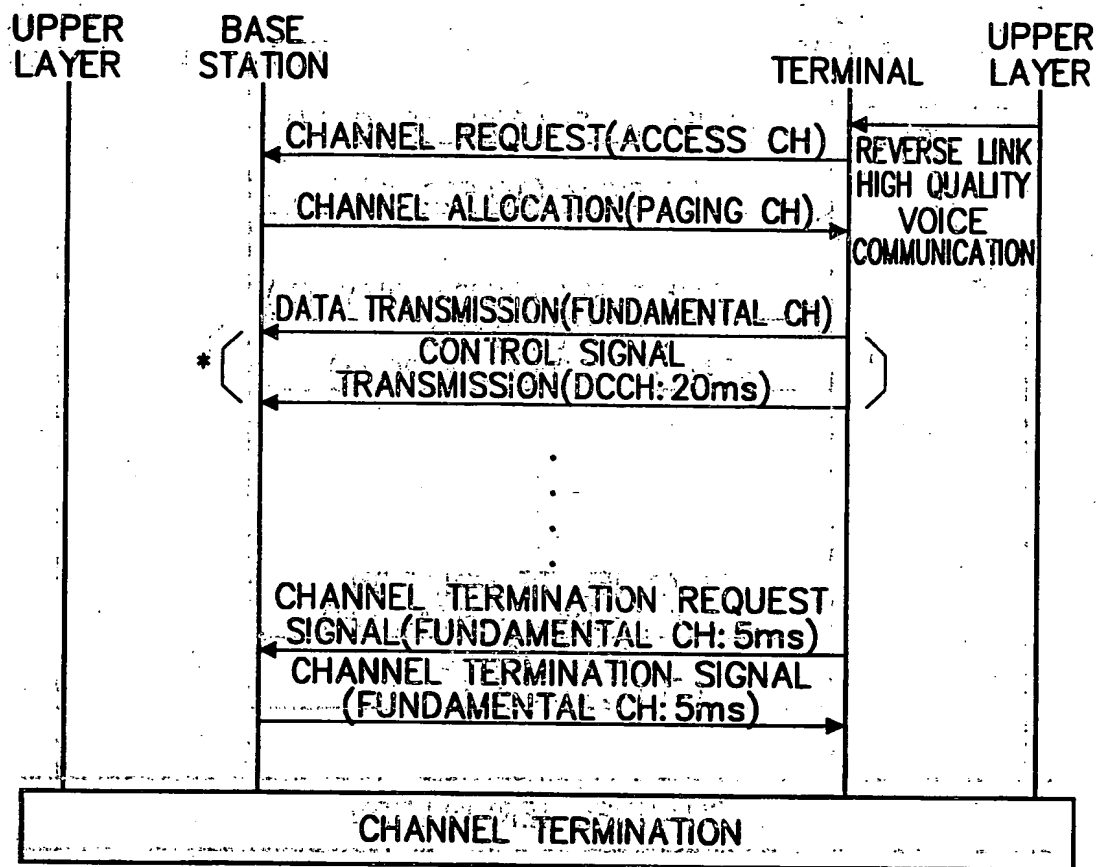 UPPER
LAYER
BASE
STATION
TERMINAL
UPPER
LAYER
CHANNEL REQUEST(ACCESS CH)
REVERSE LINK
HIGH QUALITY
VOICE
COMMUNICATION
CHANNEL ALLOCATION(PAGING CH)
DATA TRANSMISSION(FUNDAMENTAL CH)
*
CONTROL SIGNAL
TRANSMISSION(DCCH:20ms)
CHANNEL TERMINATION REQUEST
SIGNAL(FUNDAMENTAL CH:5ms)
CHANNEL TERMINATION SIGNAL
(FUNDAMENTAL CH:5ms)
CHANNEL TERMINATION